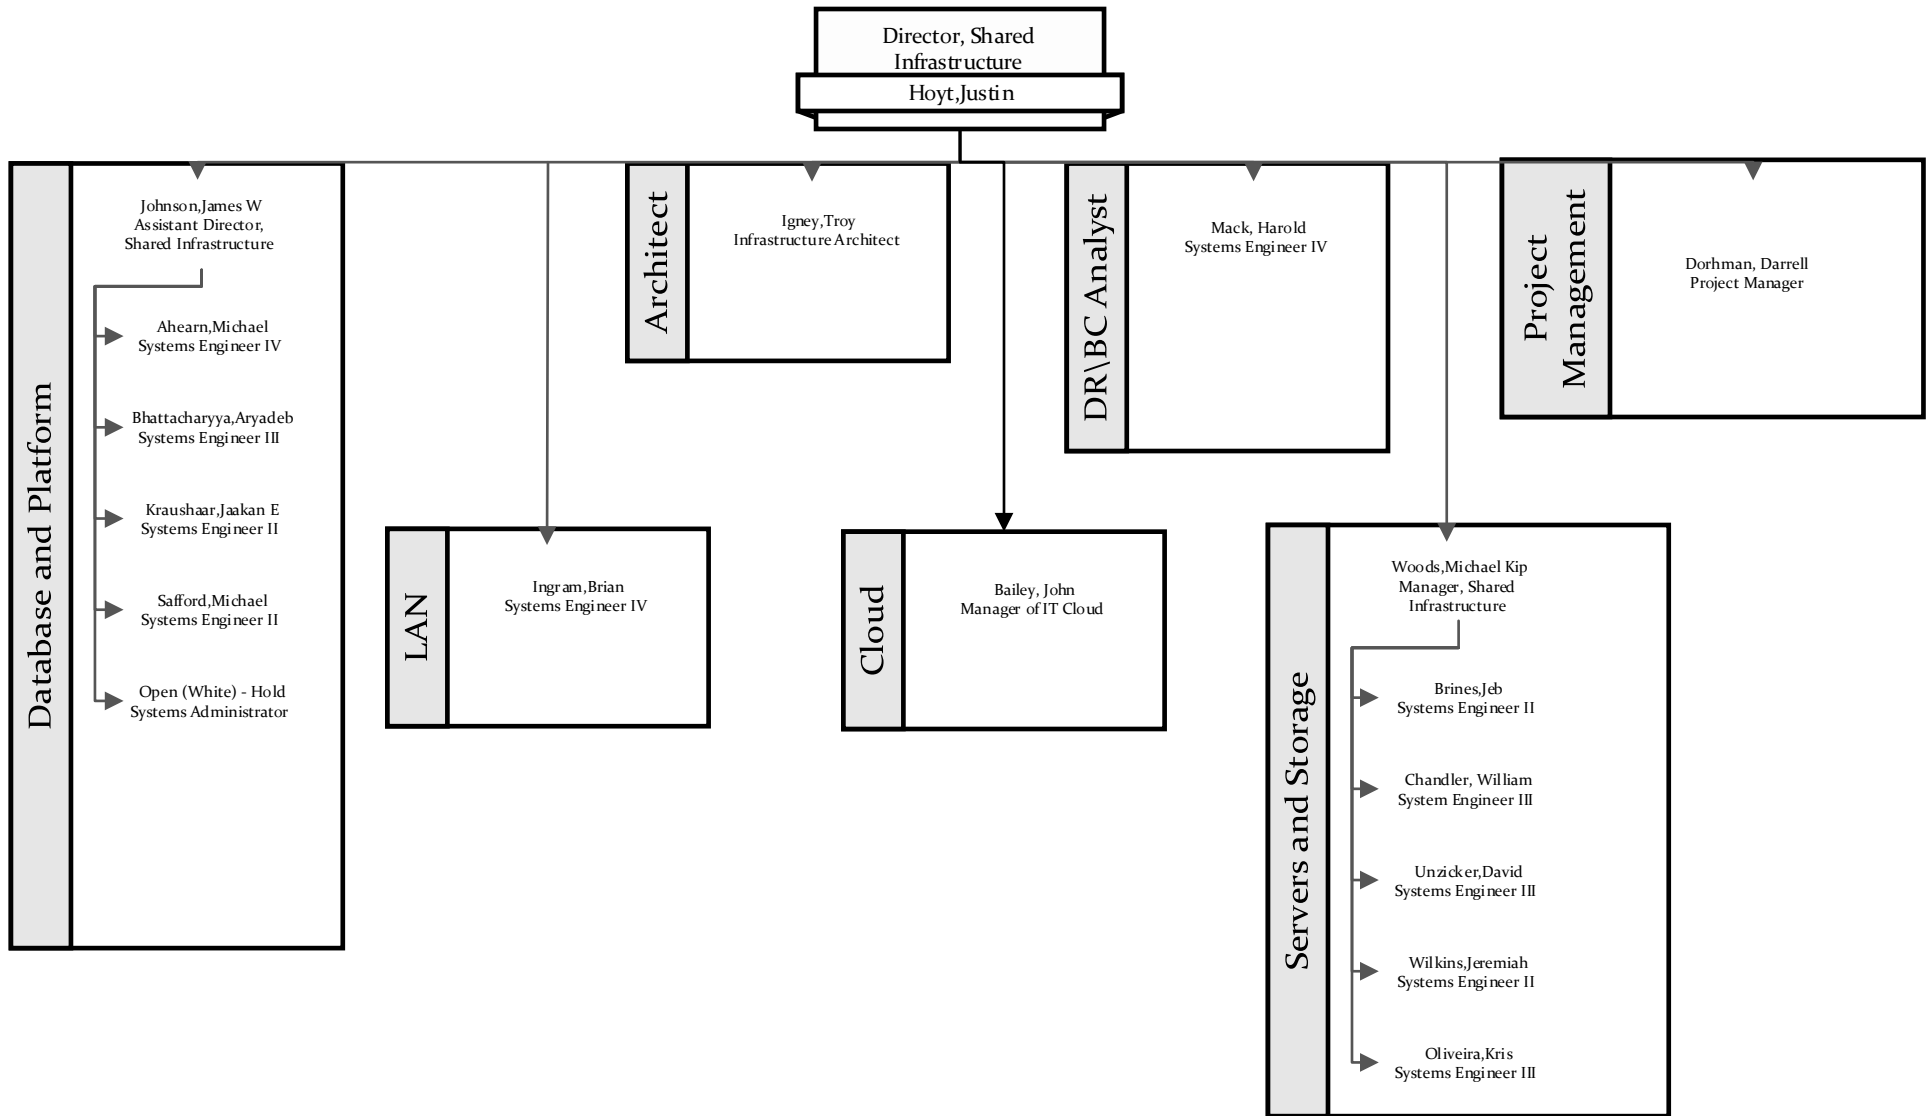 Director, Shared
Infrastructure
Hoyt,Justin
Database and Platform
Johnson,James W
Assistant Director,
Shared Infrastructure
Ahearn,Michael
Systems Engineer IV
Bhattacharyya,Aryadeb
Systems Engineer III
Kraushaar,Jaakan E
Systems Engineer II
Safford,Michael
Systems Engineer II
Open (White) - Hold
Systems Administrator
LAN
Ingram,Brian
Systems Engineer IV
Architect
Igney,Troy
Infrastructure Architect
Cloud
Bailey, John
Manager of IT Cloud
DR\BC Analyst
Mack, Harold
Systems Engineer IV
Servers and Storage
Woods,Michael Kip
Manager, Shared
Infrastructure
Brines,Jeb
Systems Engineer II
Chandler, William
System Engineer III
Unzicker,David
Systems Engineer III
Wilkins,Jeremiah
Systems Engineer II
Oliveira,Kris
Systems Engineer III
Project
Management
Dorhman, Darrell
Project Manager